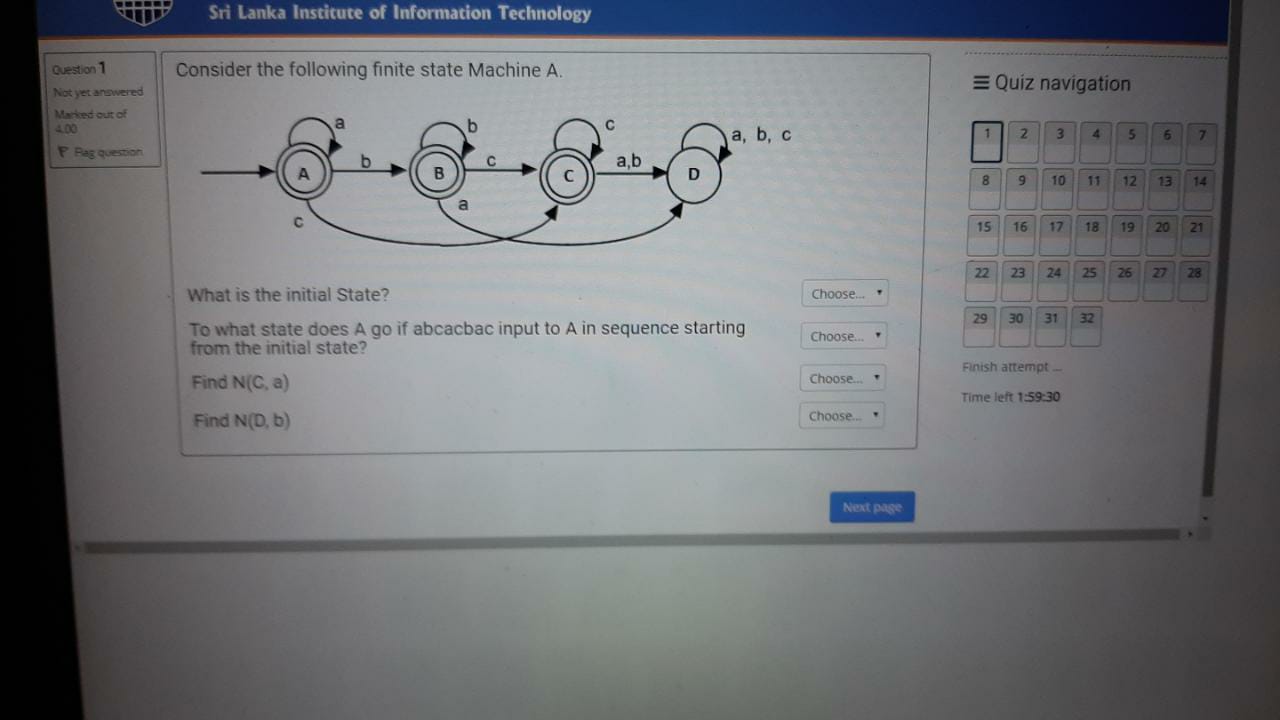 Sri Lanka Institute of Information Technology
Question 1
Not yet answered
Marked out of
4.00
Flag question
Consider the following finite state Machine A.
a
b
c
a, b, c
b
c
a,b
A
B
C
D
a
c
What is the initial State?
Choose...
To what state does A go if abcacbac input to A in sequence starting
from the initial state?
Choose...
Find N(C, a)
Choose...
Find N(D, b)
Choose...
Next page
Quiz navigation
1 2 3 4 5 6 7
8 9 10 11 12 13 14
15 16 17 18 19 20 21
22 23 24 25 26 27 28
29 30 31 32
Finish attempt ...
Time left 1:59:30